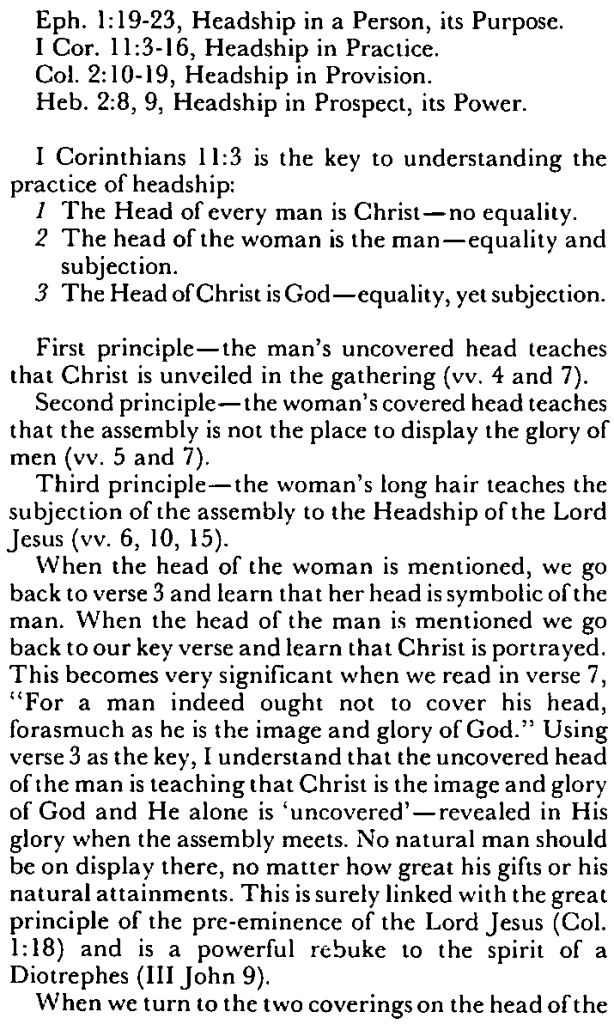 Eph. 1:19-23, Headship in a Person, its Purpose.
I Cor. 11:3-16, Headship in Practice.
Col. 2:10-19, Headship in Provision.
Heb. 2:8, 9, Headship in Prospect, its Power.
I Corinthians 11:3 is the key to understanding the
practice of headship:
1 The Head of every man is Christ—no equality.
2 The head of the woman is the man—equality and
subjection.
3 The Head of Christ is God—equality, yet subjection.
First principle—the man's uncovered head teaches
that Christ is unveiled in the gathering (vv. 4 and 7).
Second principle—the woman's covered head teaches
that the assembly is not the place to display the glory of
men (vv. 5 and 7).
Third principle—the woman's long hair teaches the
subjection of the assembly to the Headship of the Lord
Jesus (vv. 6, 10, 15).
When the head of the woman is mentioned, we go
back to verse 3 and learn that her head is symbolic of the
man. When the head of the man is mentioned we go
back to our key verse and learn that Christ is portrayed.
This becomes very significant when we read in verse 7,
“For a man indeed ought not to cover his head,
forasmuch as he is the image and glory of God.” Using
verse 3 as the key, I understand that the uncovered head
of the man is teaching that Christ is the image and glory
of God and He alone is ‘uncovered’—revealed in His
glory when the assembly meets. No natural man should
be on display there, no matter how great his gifts or his
natural attainments. This is surely linked with the great
principle of the pre-eminence of the Lord Jesus (Col.
1:18) and is a powerful rebuke to the spirit of a
Diotrephes (III John 9).
When we turn to the two coverings on the head of the